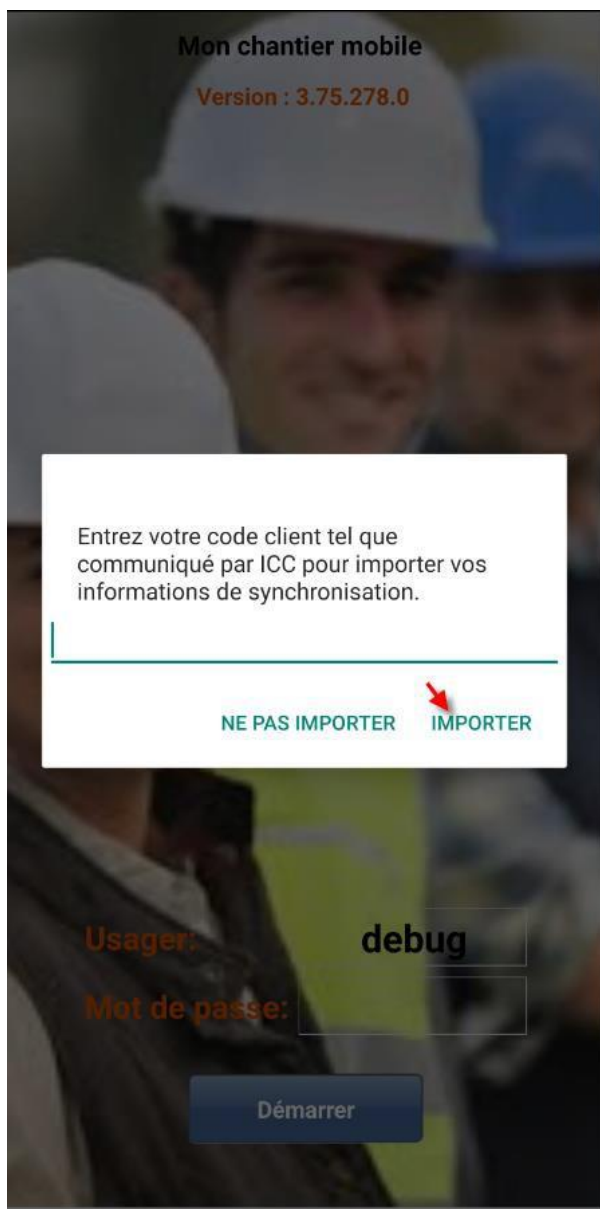 Mon chantier mobile
Version : 3.75.278.0
Entrez votre code client tel que
communiqué par ICC pour importer vos
informations de synchronisation.
NE PAS IMPORTER IMPORTER
Usager: debug
Mot de passe:
Démarrer